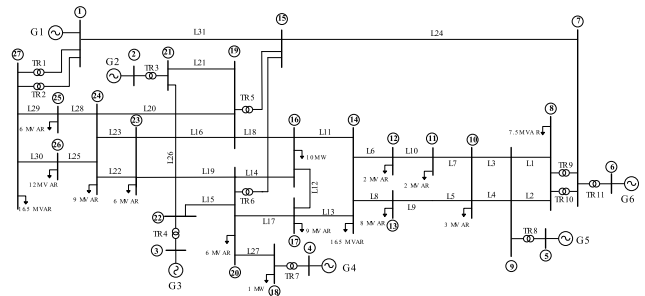 1
15
7
G1
L31
L24
27
TR1
TR2
2
21
19
G2
TR3
L21
TR5
L29
25
L28
24
L20
6 MVAR
23
L23
L16
L18
16
L11
14
10 MW
8
7.5 MVAR
L30
26
L25
L22
L26
L19
L14
L12
L6
12
L10
11
L7
10
L3
L1
TR9
6
12 MVAR
9 MVAR
6 MVAR
TR6
2 MVAR
2 MVAR
TR10
TR11
G6
165 MVAR
22
L15
L17
L13
L8
L9
L5
L4
L2
TR4
17
9 MVAR
165 MVAR
8 MVAR
13
3 MVAR
3
6 MVAR
20
L27
4
G4
TR8
G5
G3
TR7
9
5
1 MW
18